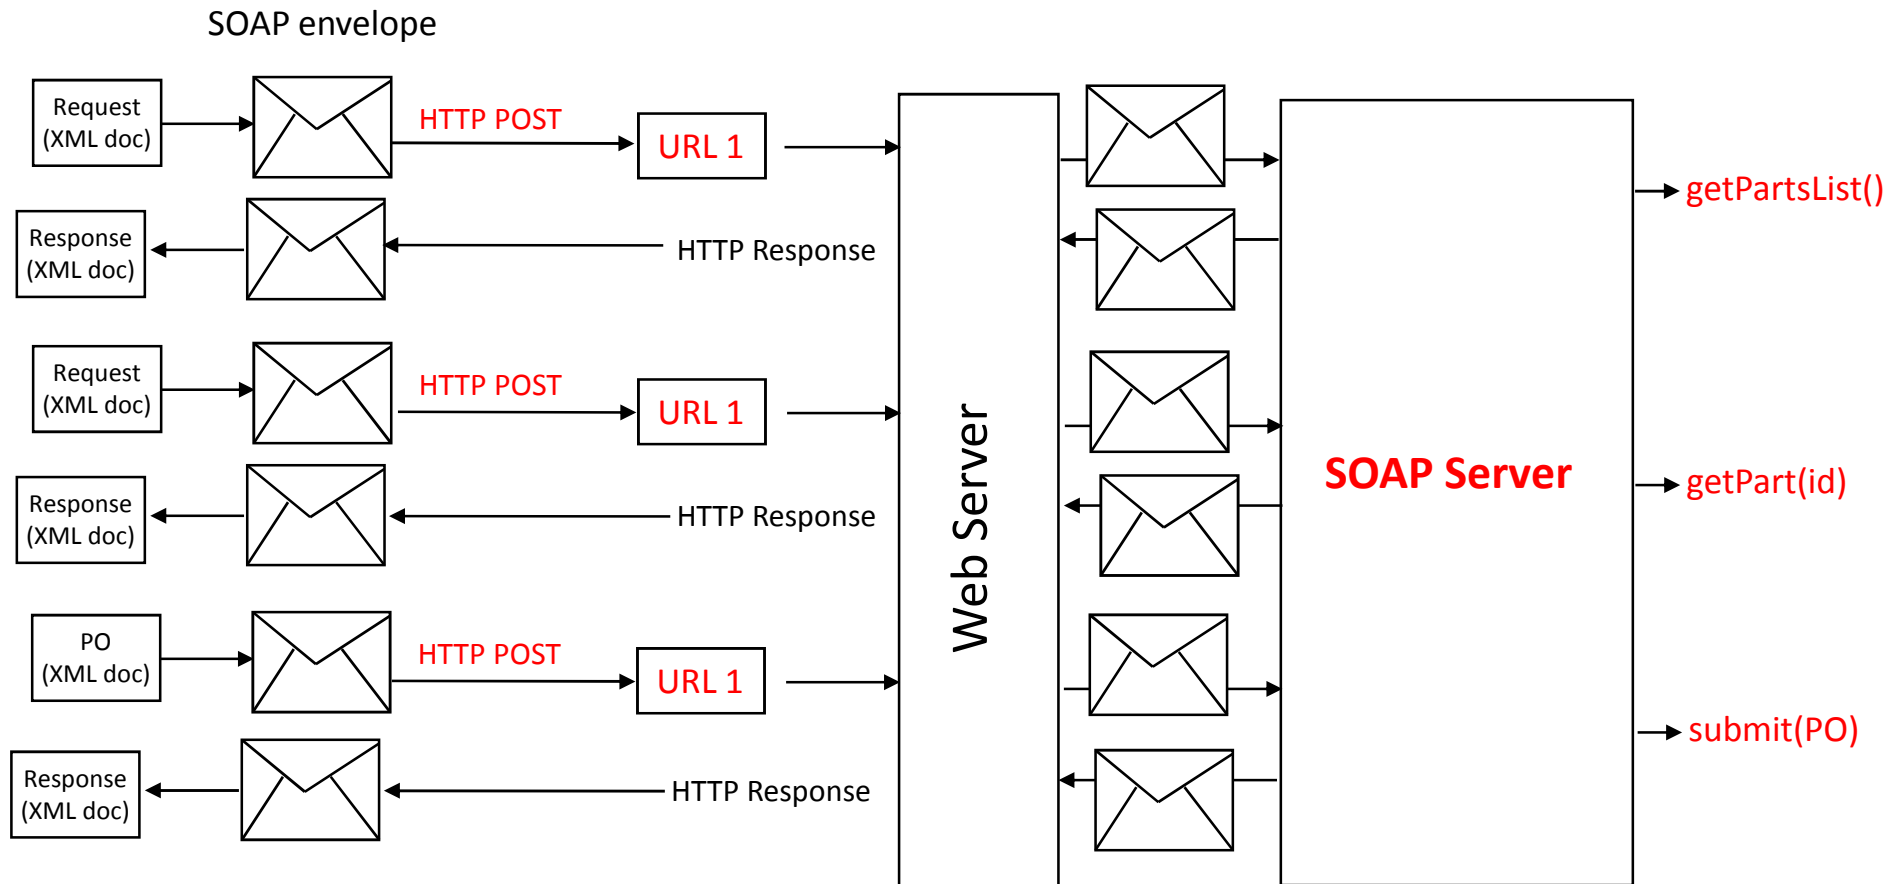 SOAP envelope
Request
(XML doc)
HTTP POST
URL 1
Response
(XML doc)
HTTP Response
getPartsList()
Request
(XML doc)
HTTP POST
URL 1
Response
(XML doc)
HTTP Response
Web Server
SOAP Server
getPart(id)
PO
(XML doc)
HTTP POST
URL 1
Response
(XML doc)
HTTP Response
submit(PO)